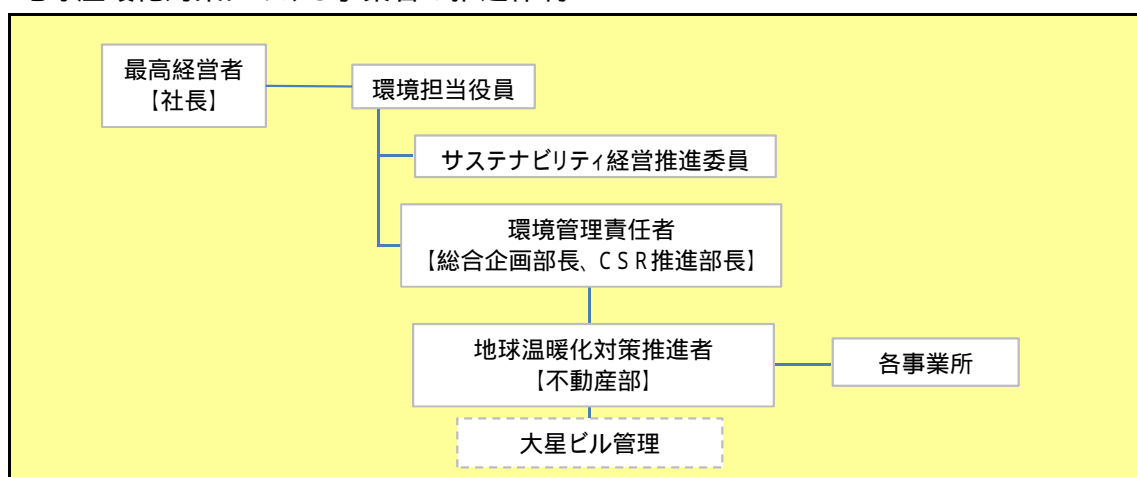 最高経営者
【社長】
環境担当役員
サステナビリティ経営推進委員
環境管理責任者
【総合企画部長、CSR推進部長】
地球温暖化対策推進者
【不動産部】
各事業所
大星ビル管理